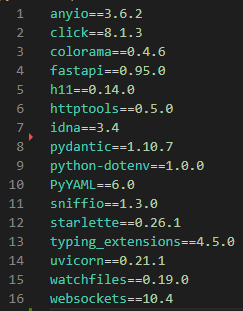 1 anyio==3.6.2
2 click==8.1.3
3 colorama==0.4.6
4 fastapi==0.95.0
5 h11==0.14.0
6 httptools==0.5.0
7 idna==3.4
8 pydantic==1.10.7
9 python-dotenv==1.0.0
10 PyYAML==6.0
11 sniffio==1.3.0
12 starlette==0.26.1
13 typing_extensions==4.5.0
14 uvicorn==0.21.1
15 watchfiles==0.19.0
16 websockets==10.4